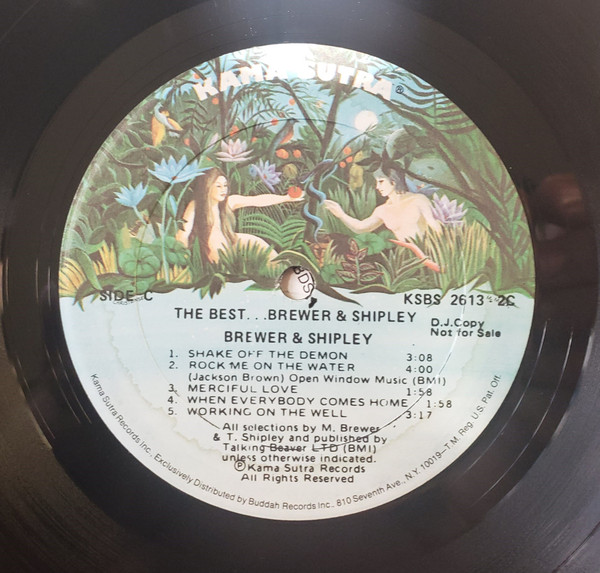 KAMA SUTRA®
SIDE C
KSBS 2613 2C
THE BEST...BREWER & SHIPLEY
D.J.Copy
Not for Sale
BREWER & SHIPLEY
1. SHAKE OFF THE DEMON 3:08
2. ROCK ME ON THE WATER 4:00
(Jackson Brown) Open Window Music (BMI)
3. MERCIFUL LOVE 1:58
4. WHEN EVERYBODY COMES HOME 1:58
5. WORKING ON THE WELL 3:17
All selections by M. Brewer
& T. Shipley and published by
Talking Beaver LTD (BMI)
unless otherwise indicated.
ⓟKama Sutra Records
All Rights Reserved
Kama Sutra Records Inc., Exclusively Distributed by Buddah Records Inc., 810 Seventh Ave., N.Y. 10019—T.M. Reg. U.S. Pat. Off.